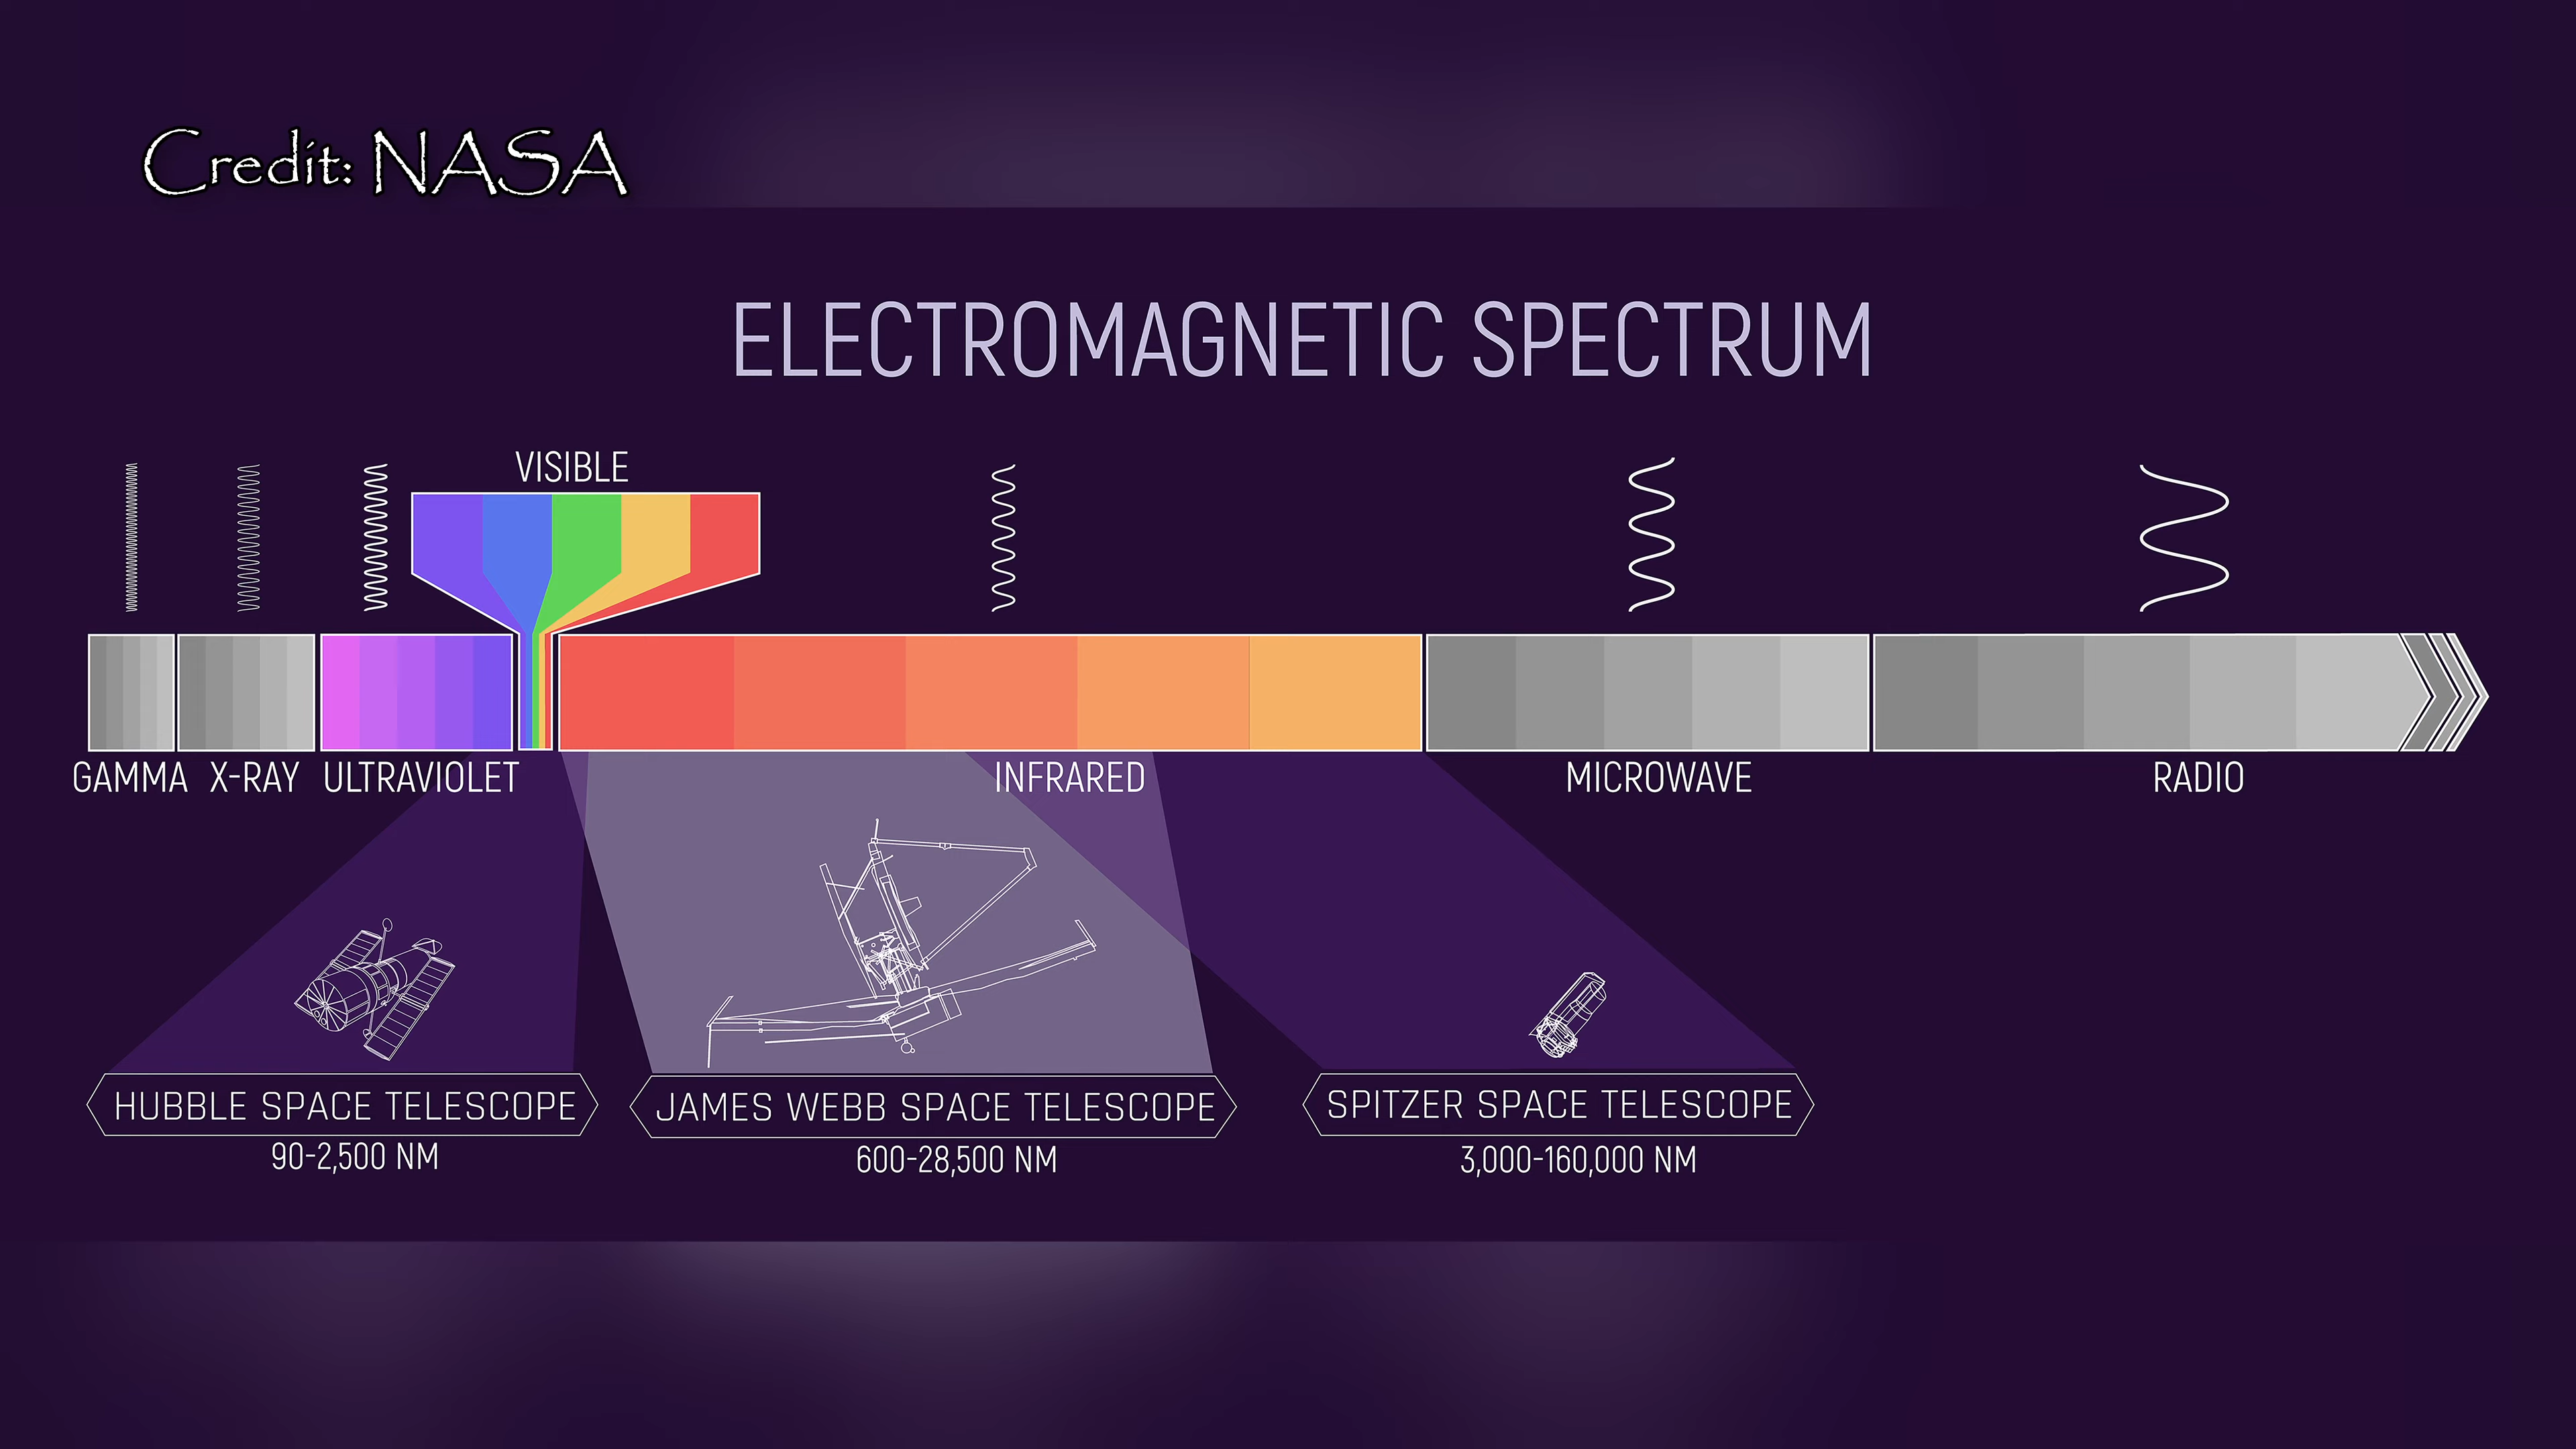 Credit: NASA
ELECTROMAGNETIC SPECTRUM
VISIBLE
GAMMA X-RAY ULTRAVIOLET INFRARED MICROWAVE RADIO
HUBBLE SPACE TELESCOPE
90-2,500 NM
JAMES WEBB SPACE TELESCOPE
600-28,500 NM
SPITZER SPACE TELESCOPE
3,000-160,000 NM